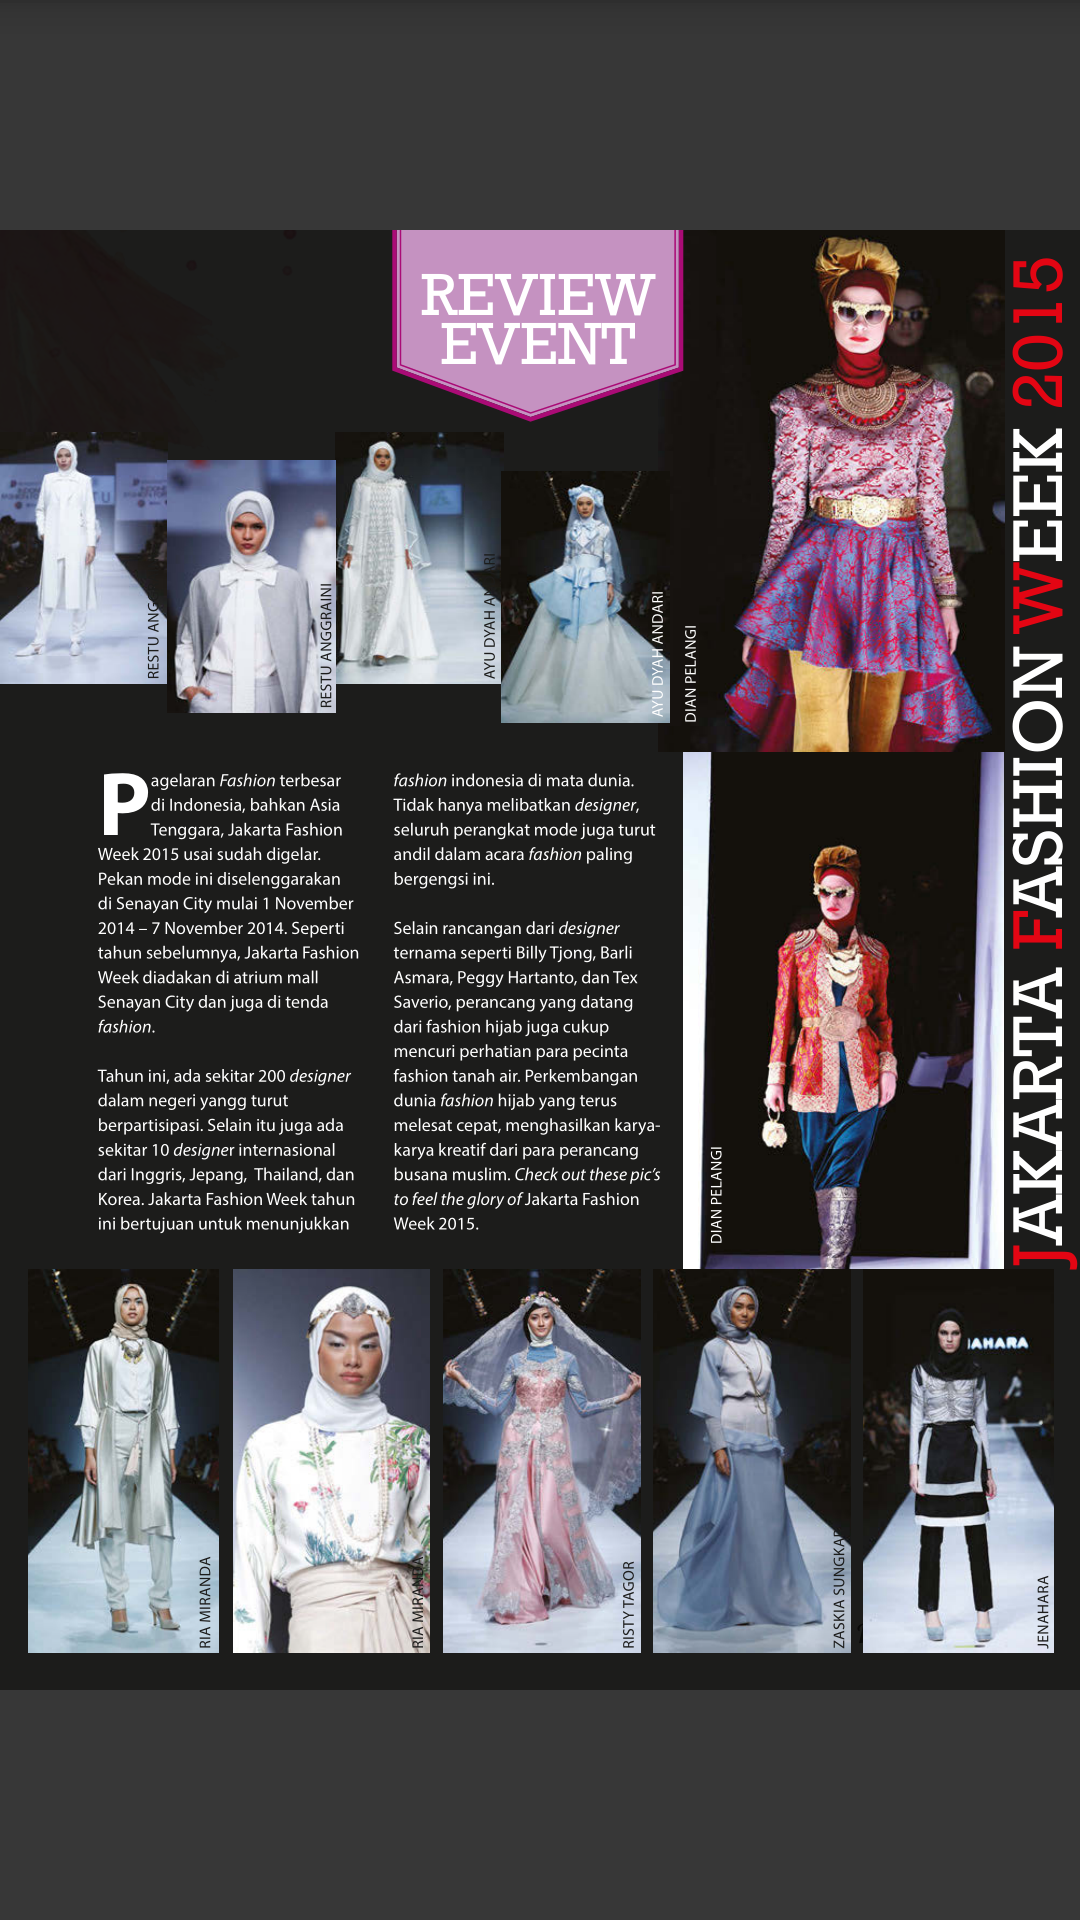 REVIEW
EVENT
JAKARTA FASHION WEEK 2015
RESTU ANG
RESTU ANGGRAINI
AYU DYAH ANDARI
AYU DYAH ANDARI
DIAN PELANGI
Pagelaran Fashion terbesar
di Indonesia, bahkan Asia
Tenggara, Jakarta Fashion
Week 2015 usai sudah digelar.
Pekan mode ini diselenggarakan
di Senayan City mulai 1 November
2014 – 7 November 2014. Seperti
tahun sebelumnya, Jakarta Fashion
Week diadakan di atrium mall
Senayan City dan juga di tenda
fashion.
Tahun ini, ada sekitar 200 designer
dalam negeri yangg turut
berpartisipasi. Selain itu juga ada
sekitar 10 designer internasional
dari Inggris, Jepang, Thailand, dan
Korea. Jakarta Fashion Week tahun
ini bertujuan untuk menunjukkan
fashion indonesia di mata dunia.
Tidak hanya melibatkan designer,
seluruh perangkat mode juga turut
andil dalam acara fashion paling
bergengsi ini.
Selain rancangan dari designer
ternama seperti Billy Tjong, Barli
Asmara, Peggy Hartanto, dan Tex
Saverio, perancang yang datang
dari fashion hijab juga cukup
mencuri perhatian para pecinta
fashion tanah air. Perkembangan
dunia fashion hijab yang terus
melesat cepat, menghasilkan karya-
karya kreatif dari para perancang
busana muslim. Check out these pic's
to feel the glory of Jakarta Fashion
Week 2015.
DIAN PELANGI
RIA MIRANDA
RIA MIRANDA
RISTY TAGOR
ZASKIA SUNGKAR
AHARA
JENAHARA